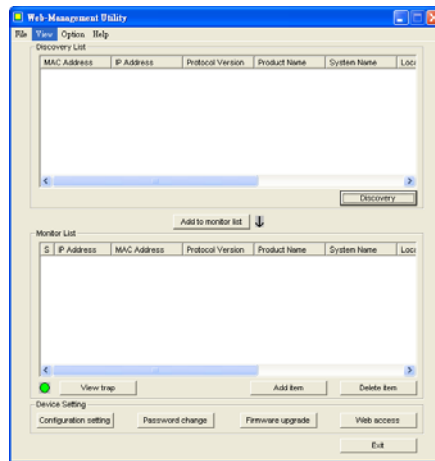 Web-Management Utility
File View Option Help
Discovery List
MAC Address IP Address Protocol Version Product Name System Name Loca
Discovery
Add to monitor list
Monitor List
S IP Address MAC Address Protocol Version Product Name System Name Loca
View trap Add item Delete item
Device Setting
Configuration setting Password change Firmware upgrade Web access
Exit